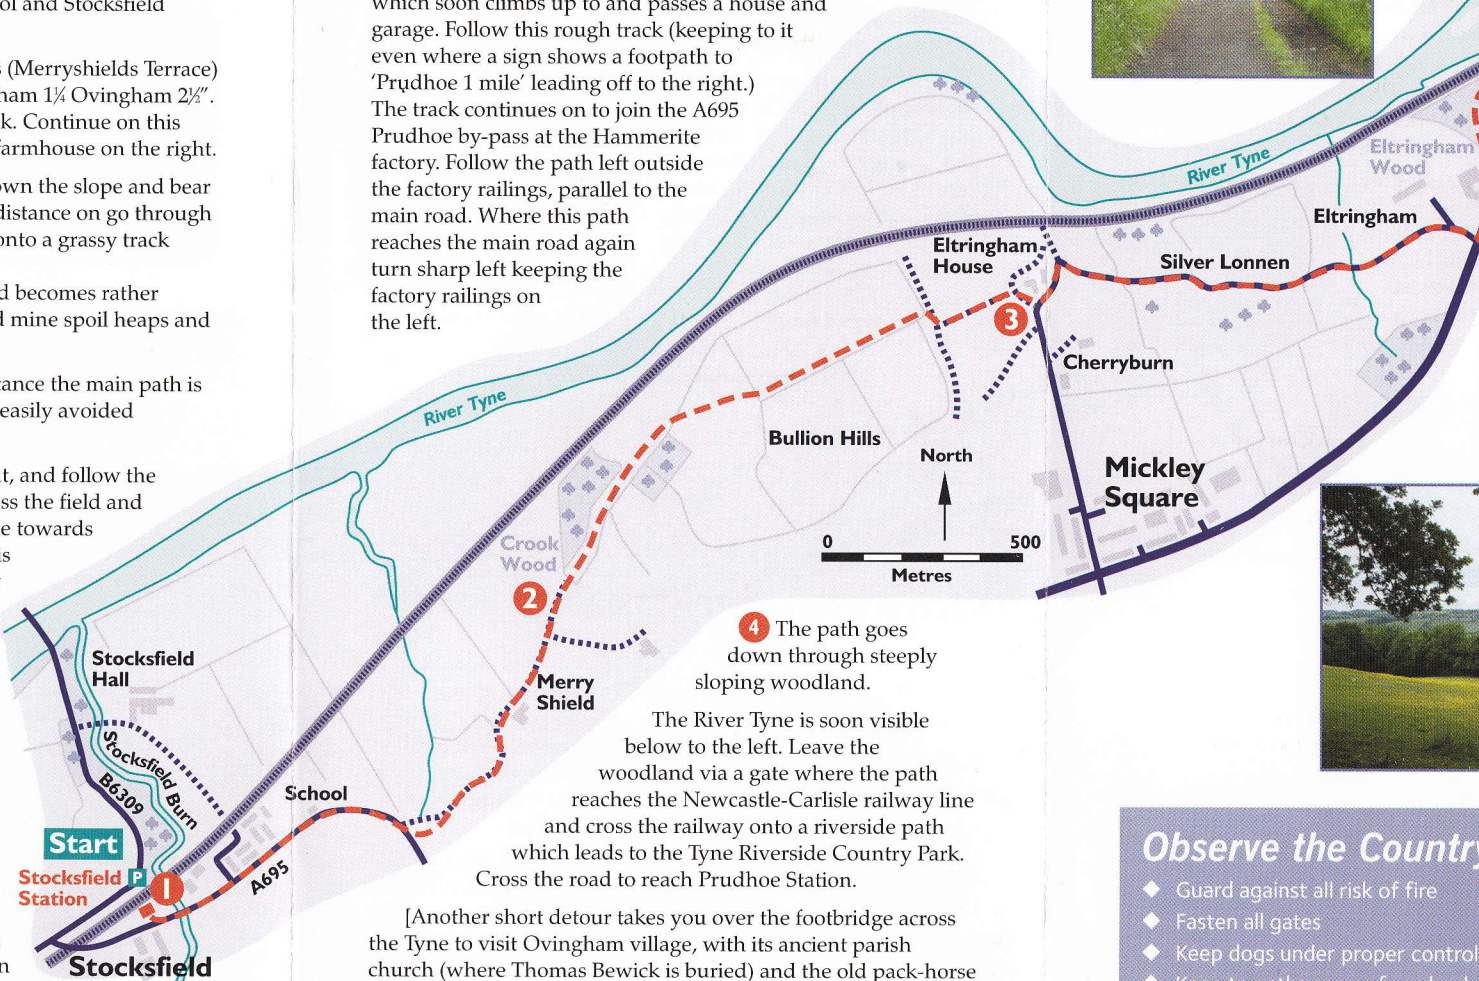 ol and Stocksfield
(Merryshields Terrace)
ham 1¼ Ovingham 2½".
k. Continue on this
farmhouse on the right.
own the slope and bear
distance on go through
onto a grassy track
d becomes rather
d mine spoil heaps and
tance the main path is
easily avoided
t, and follow the
ss the field and
e towards
is
which soon climbs up to and passes a house and
garage. Follow this rough track (keeping to it
even where a sign shows a footpath to
'Prudhoe 1 mile' leading off to the right.)
The track continues on to join the A695
Prudhoe by-pass at the Hammerite
factory. Follow the path left outside
the factory railings, parallel to the
main road. Where this path
reaches the main road again
turn sharp left keeping the
factory railings on
the left.
River Tyne
Eltringham
Wood
Eltringham
Eltringham
House
Silver Lonnen
3
Cherryburn
River Tyne
Bullion Hills
North
Mickley
Square
0
500
Metres
Crook
Wood
2
Merry
Shield
Stocksfield
Hall
Stocksfield Burn
B6309
School
Start
Stocksfield
Station
P
1
A695
Stocksfield
n
4 The path goes
down through steeply
sloping woodland.
The River Tyne is soon visible
below to the left. Leave the
woodland via a gate where the path
reaches the Newcastle-Carlisle railway line
and cross the railway onto a riverside path
which leads to the Tyne Riverside Country Park.
Cross the road to reach Prudhoe Station.
[Another short detour takes you over the footbridge across
the Tyne to visit Ovingham village, with its ancient parish
church (where Thomas Bewick is buried) and the old pack-horse
Observe the Country
◆ Guard against all risk of fire
◆ Fasten all gates
◆ Keep dogs under proper control